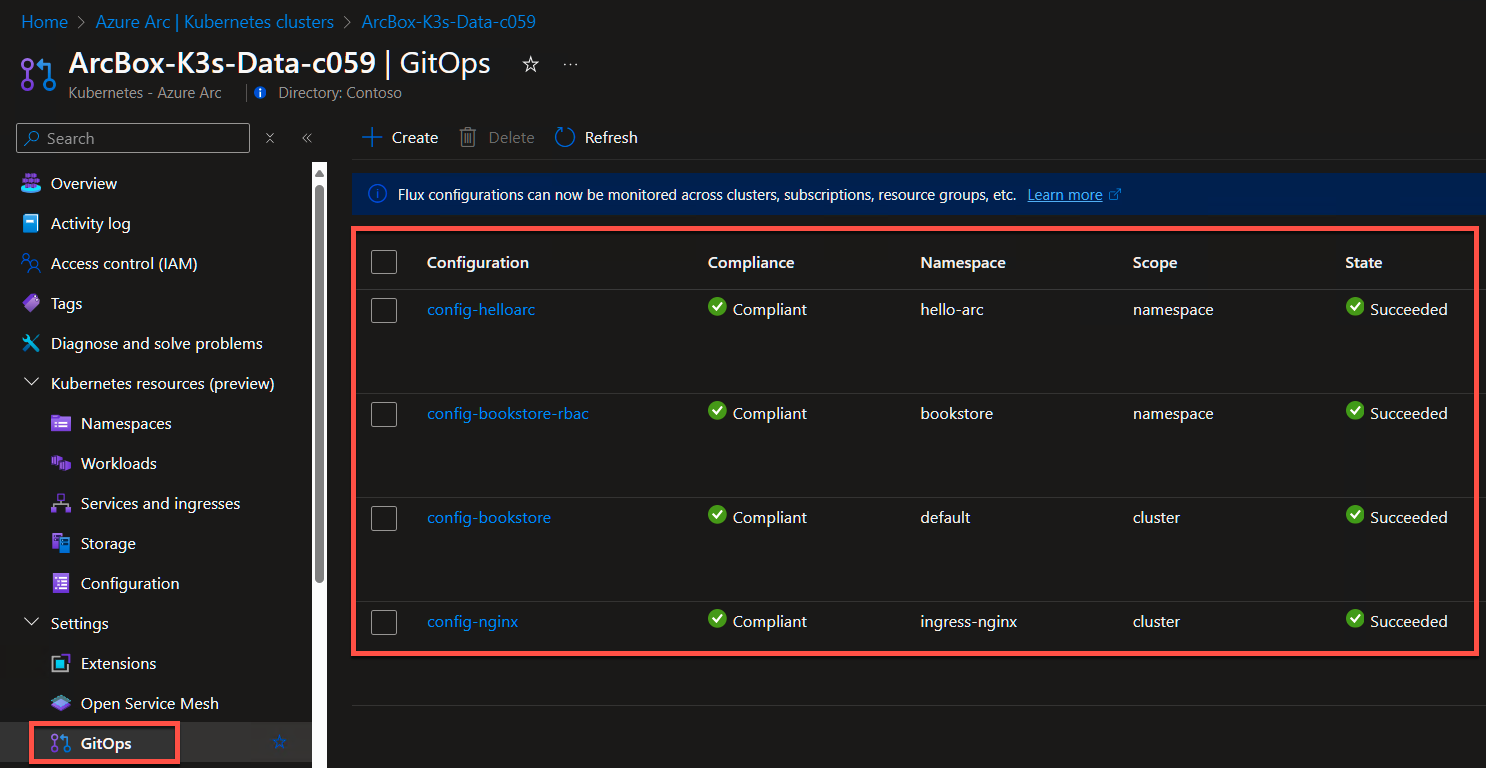 Home > Azure Arc | Kubernetes clusters > ArcBox-K3s-Data-c059
ArcBox-K3s-Data-c059 | GitOps ☆ ...
Kubernetes - Azure Arc | Directory: Contoso
Search
Create Delete Refresh
Flux configurations can now be monitored across clusters, subscriptions, resource groups, etc. Learn more
Overview
Activity log
Access control (IAM)
Tags
Diagnose and solve problems
Kubernetes resources (preview)
Namespaces
Workloads
Services and ingresses
Storage
Configuration
Settings
Extensions
Open Service Mesh
GitOps
Configuration Compliance Namespace Scope State
config-helloarc Compliant hello-arc namespace Succeeded
config-bookstore-rbac Compliant bookstore namespace Succeeded
config-bookstore Compliant default cluster Succeeded
config-nginx Compliant ingress-nginx cluster Succeeded